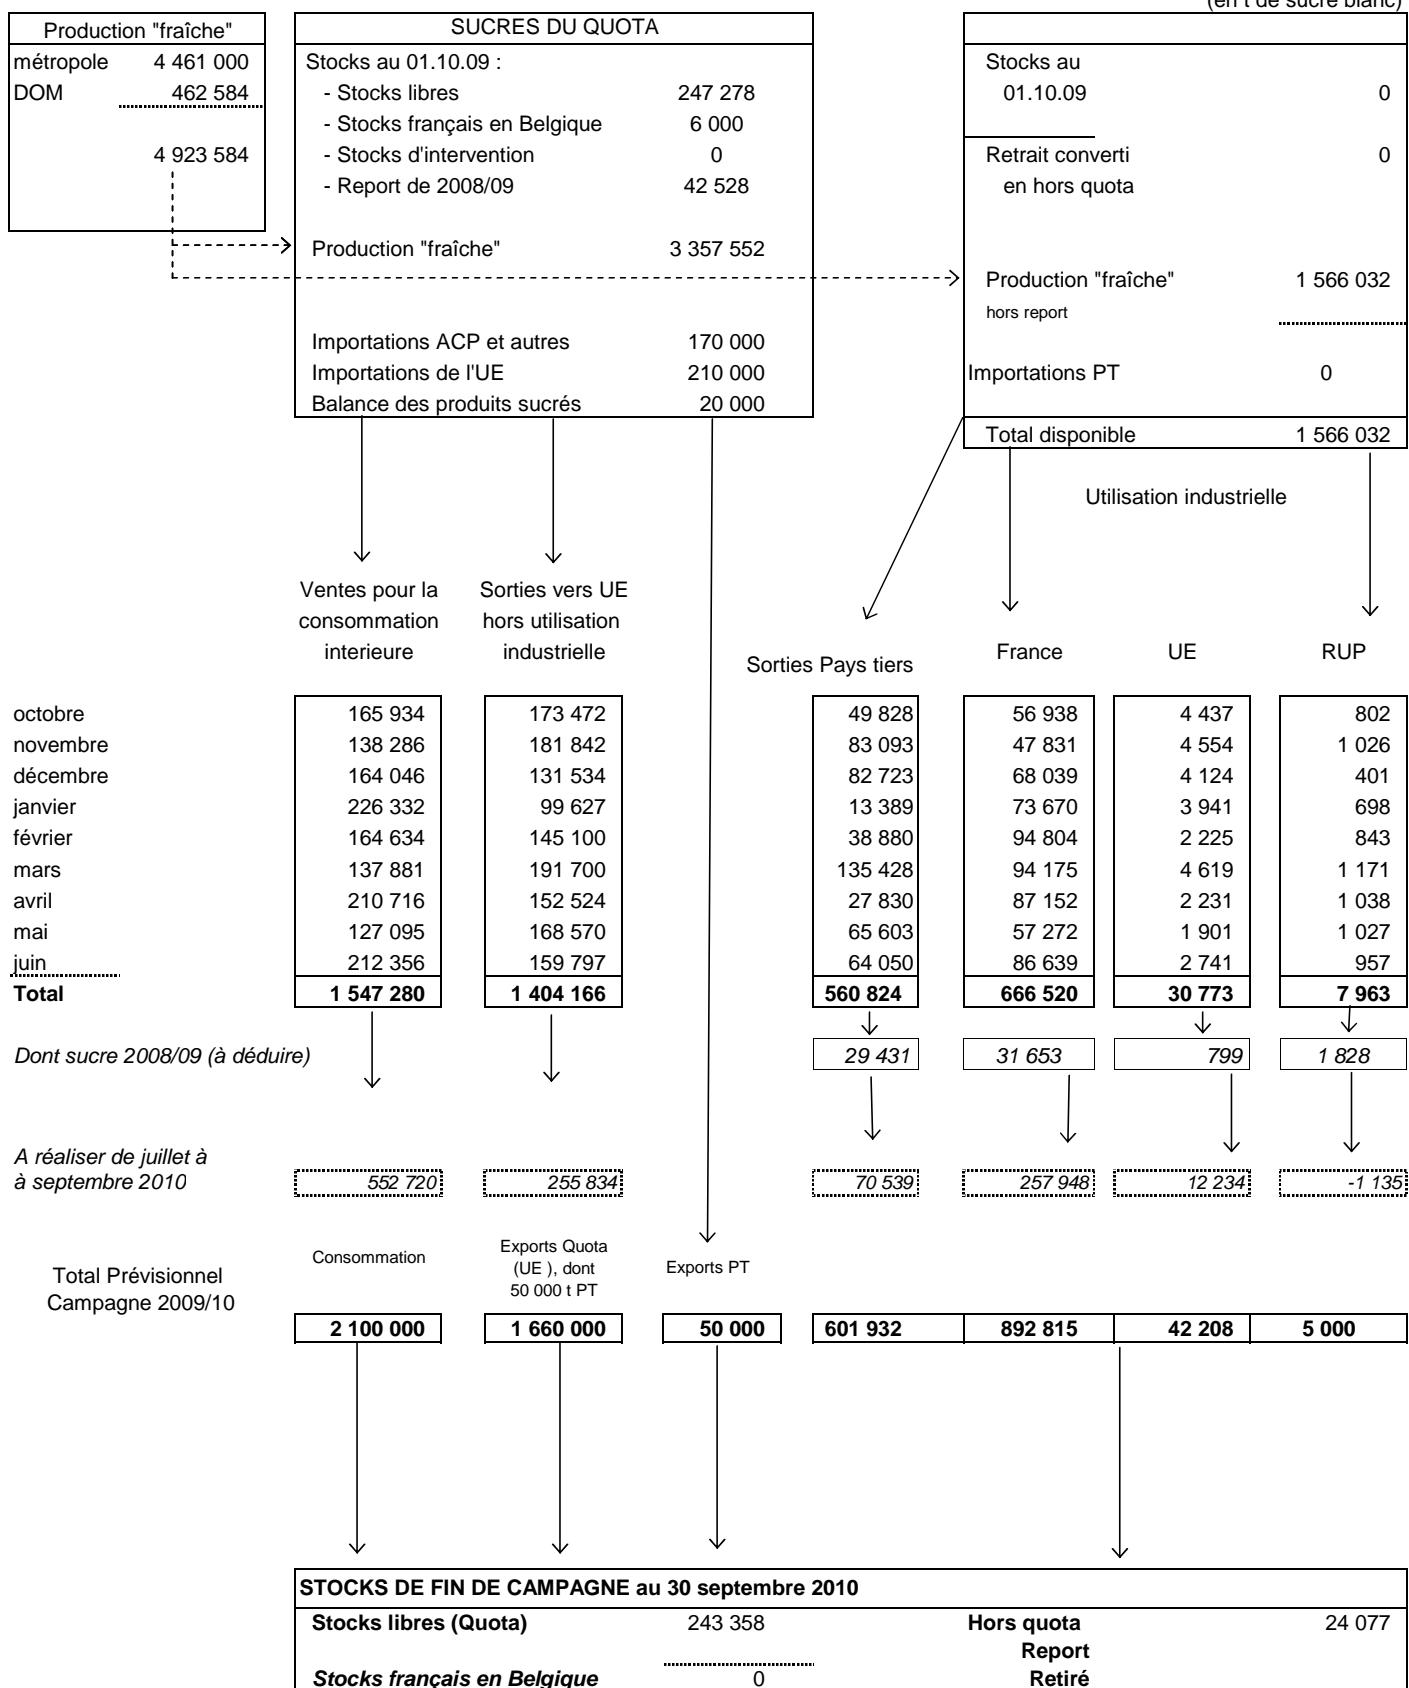 (en t de sucre blanc)
Production "fraîche"
métropole 4 461 000
DOM 462 584
4 923 584
SUCRES DU QUOTA
Stocks au 01.10.09 :
- Stocks libres 247 278
- Stocks français en Belgique 6 000
- Stocks d'intervention 0
- Report de 2008/09 42 528
Production "fraîche" 3 357 552
Importations ACP et autres 170 000
Importations de l'UE 210 000
Balance des produits sucrés 20 000
Stocks au
01.10.09 0
Retrait converti 0
en hors quota
Production "fraîche" 1 566 032
hors report
Importations PT 0
Total disponible 1 566 032
Utilisation industrielle
Ventes pour la
consommation
interieure
Sorties vers UE
hors utilisation
industrielle
Sorties Pays tiers
France UE RUP
octobre 165 934 173 472 49 828 56 938 4 437 802
novembre 138 286 181 842 83 093 47 831 4 554 1 026
décembre 164 046 131 534 82 723 68 039 4 124 401
janvier 226 332 99 627 13 389 73 670 3 941 698
février 164 634 145 100 38 880 94 804 2 225 843
mars 137 881 191 700 135 428 94 175 4 619 1 171
avril 210 716 152 524 27 830 87 152 2 231 1 038
mai 127 095 168 570 65 603 57 272 1 901 1 027
juin 212 356 159 797 64 050 86 639 2 741 957
Total 1 547 280 1 404 166 560 824 666 520 30 773 7 963
Dont sucre 2008/09 (à déduire) 29 431 31 653 799 1 828
A réaliser de juillet à
à septembre 2010 552 720 255 834 70 539 257 948 12 234 -1 135
Total Prévisionnel
Campagne 2009/10
Consommation
Exports Quota
(UE ), dont
50 000 t PT
Exports PT
2 100 000 1 660 000 50 000 601 932 892 815 42 208 5 000
STOCKS DE FIN DE CAMPAGNE au 30 septembre 2010
Stocks libres (Quota) 243 358 Hors quota 24 077
Report
Stocks français en Belgique 0 Retiré